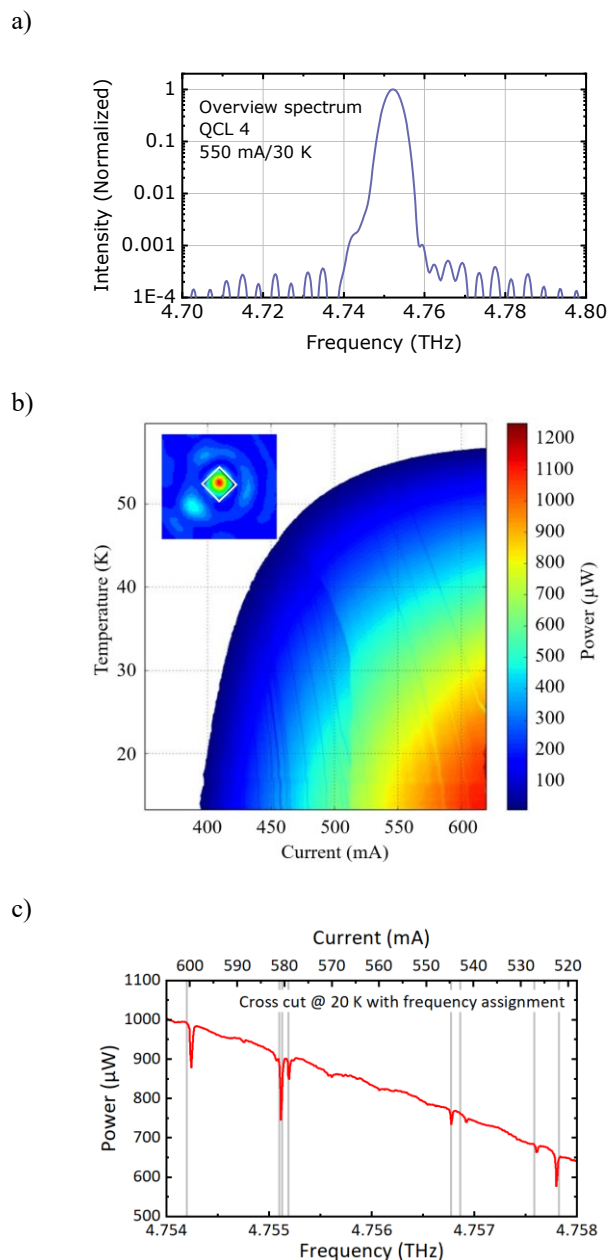 a)
Overview spectrum
QCL 4
550 mA/30 K
Intensity (Normalized)
1
0.1
0.01
0.001
1E-4
4.70 4.72 4.74 4.76 4.78 4.80
Frequency (THz)
b)
Temperature (K)
50
40
30
20
400 450 500 550 600
Current (mA)
1200
1100
1000
900
800
700
600
500
400
300
200
100
Power (µW)
c)
Current (mA)
600 590 580 570 560 550 540 530 520
Cross cut @ 20 K with frequency assignment
Power (µW)
1100
1000
900
800
700
600
500
4.754 4.755 4.756 4.757 4.758
Frequency (THz)